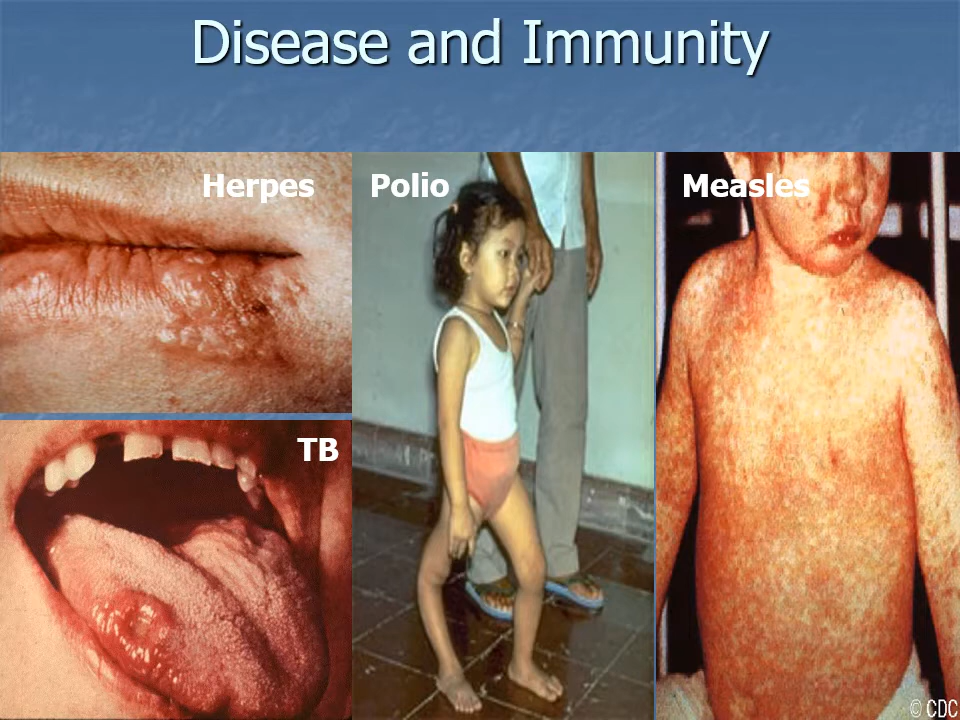 Disease and Immunity
Herpes
Polio
Measles
TB
© CDC